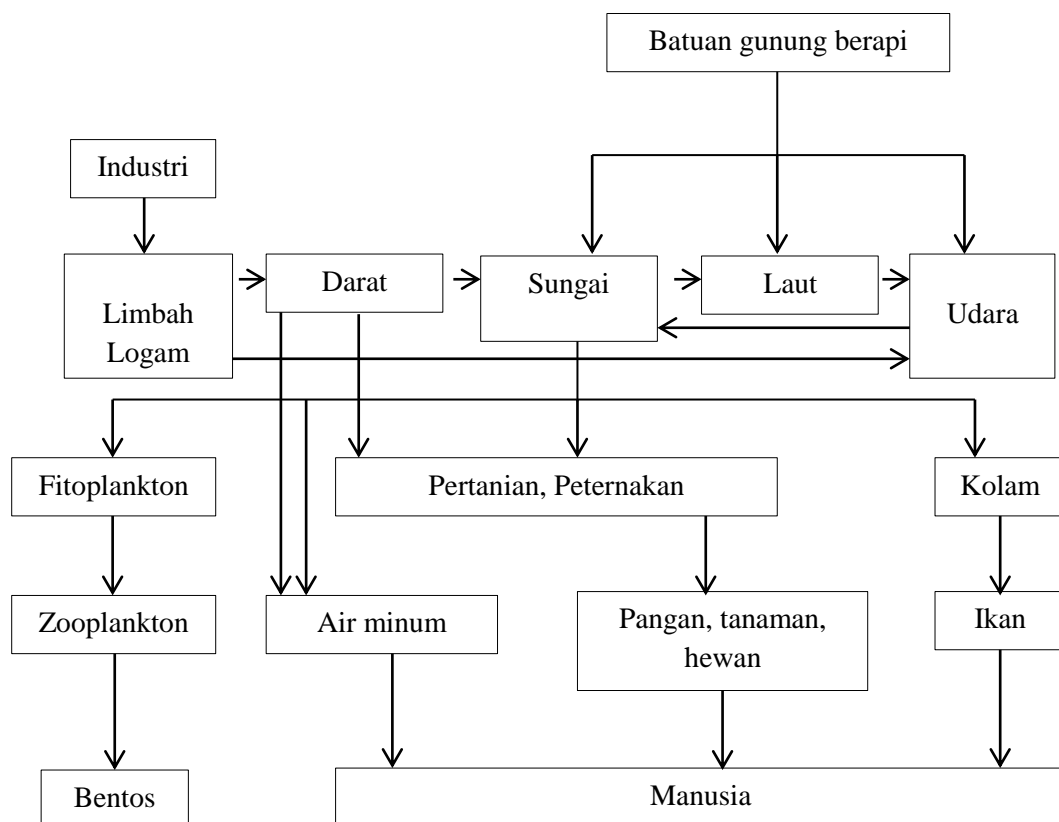 Batuan gunung berapi
Industri
Limbah
Logam
Darat
Sungai
Laut
Udara
Fitoplankton
Pertanian, Peternakan
Kolam
Zooplankton
Air minum
Pangan, tanaman,
hewan
Ikan
Bentos
Manusia